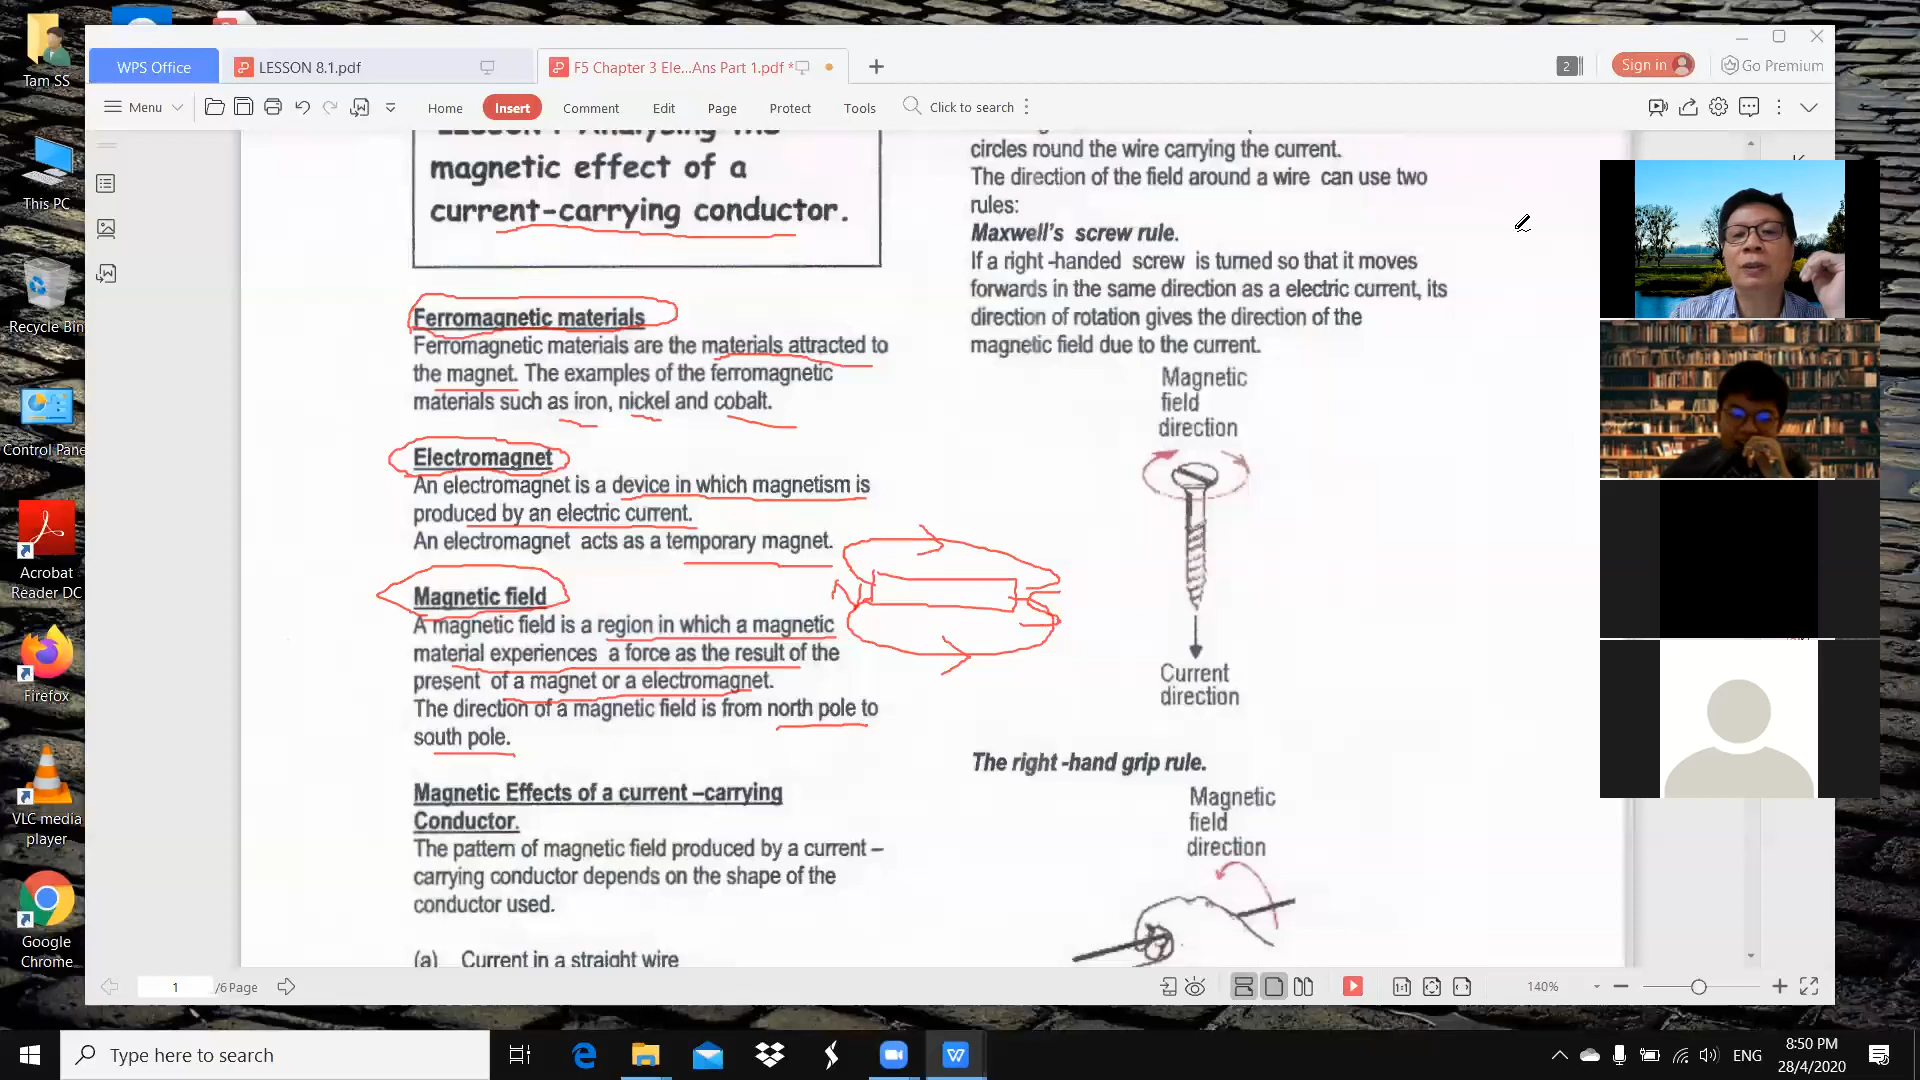 Tam SS
This PC
Recycle Bin
Control Pane
Acrobat
Reader DC
Firefox
VLC media
player
Google
Chrome
WPS Office
LESSON 8.1.pdf
F5 Chapter 3 Ele...Ans Part 1.pdf *
2
Sign in
Go Premium
Menu
Home
Insert
Comment
Edit
Page
Protect
Tools
Click to search
magnetic effect of a
current-carrying conductor.
Ferromagnetic materials
Ferromagnetic materials are the materials attracted to
the magnet. The examples of the ferromagnetic
materials such as iron, nickel and cobalt.
Electromagnet
An electromagnet is a device in which magnetism is
produced by an electric current.
An electromagnet acts as a temporary magnet.
Magnetic field
A magnetic field is a region in which a magnetic
material experiences a force as the result of the
present of a magnet or a electromagnet.
The direction of a magnetic field is from north pole to
south pole.
Magnetic Effects of a current –carrying
Conductor.
The pattern of magnetic field produced by a current –
carrying conductor depends on the shape of the
conductor used.
(a) Current in a straight wire
circles round the wire carrying the current.
The direction of the field around a wire can use two
rules:
Maxwell's screw rule.
If a right -handed screw is turned so that it moves
forwards in the same direction as a electric current, its
direction of rotation gives the direction of the
magnetic field due to the current.
Magnetic
field
direction
Current
direction
The right -hand grip rule.
Magnetic
field
direction
1
/6Page
140%
Type here to search
ENG
8:50 PM
28/4/2020